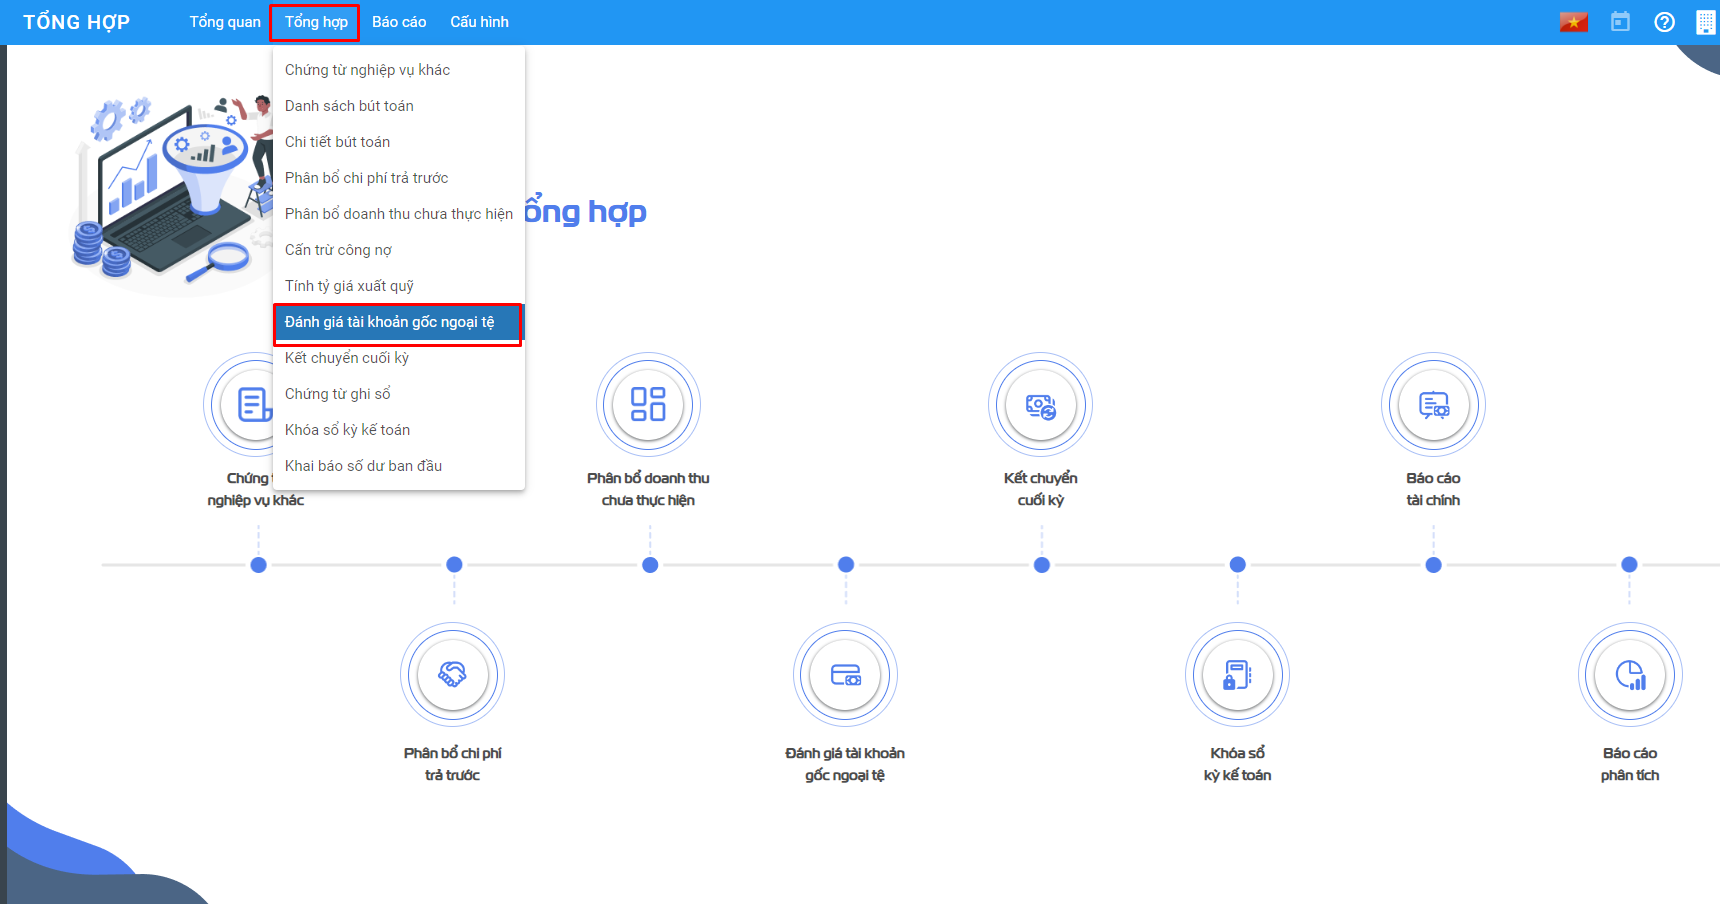 TỔNG HỢP
Tổng quan
Tổng hợp
Báo cáo
Cấu hình
Chứng từ nghiệp vụ khác
Danh sách bút toán
Chi tiết bút toán
Phân bổ chi phí trả trước
Phân bổ doanh thu chưa thực hiện
Cấn trừ công nợ
Tính tỷ giá xuất quỹ
Đánh giá tài khoản gốc ngoại tệ
Kết chuyển cuối kỳ
Chứng từ ghi sổ
Khóa sổ kỳ kế toán
Khai báo số dư ban đầu
ổng hợp
Chứng
nghiệp vụ khác
Phân bổ doanh thu
chưa thực hiện
Kết chuyển
cuối kỳ
Báo cáo
tài chính
Phân bổ chi phí
trả trước
Đánh giá tài khoản
gốc ngoại tệ
Khóa sổ
kỳ kế toán
Báo cáo
phân tích